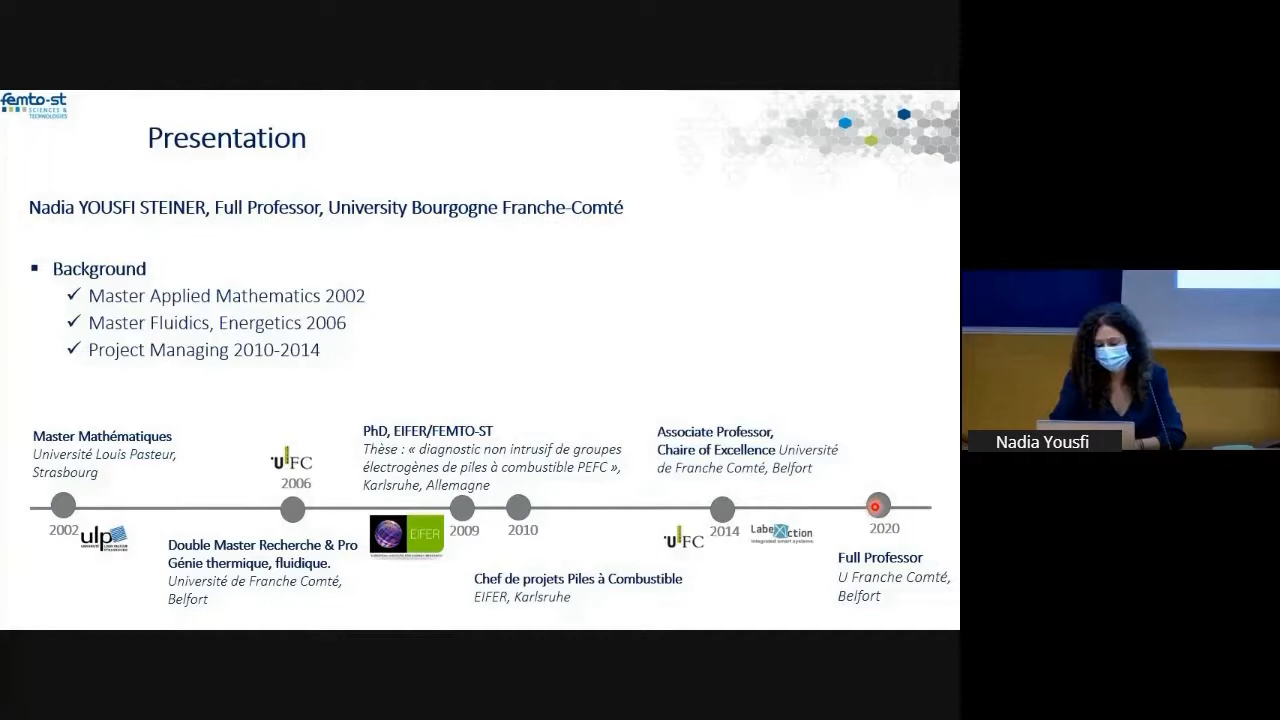 femto-st
SCIENCES &
TECHNOLOGIES
Presentation
Nadia YOUSFI STEINER, Full Professor, University Bourgogne Franche-Comté
Background
Master Applied Mathematics 2002
Master Fluidics, Energetics 2006
Project Managing 2010-2014
Master Mathématiques
Université Louis Pasteur,
Strasbourg
UFC
2006
PhD, EIFER/FEMTO-ST
Thèse : « diagnostic non intrusif de groupes
électrogènes de piles à combustible PEFC »,
Karlsruhe, Allemagne
Associate Professor,
Chaire of Excellence Université
de Franche Comté, Belfort
2002
ulp
Double Master Recherche & Pro
Génie thermique, fluidique.
Université de Franche Comté,
Belfort
EIFER
2009
2010
Chef de projets Piles à Combustible
EIFER, Karlsruhe
UFC
2014
LabeXction
Integrated smart systems
2020
Full Professor
U Franche Comté,
Belfort
Nadia Yousfi